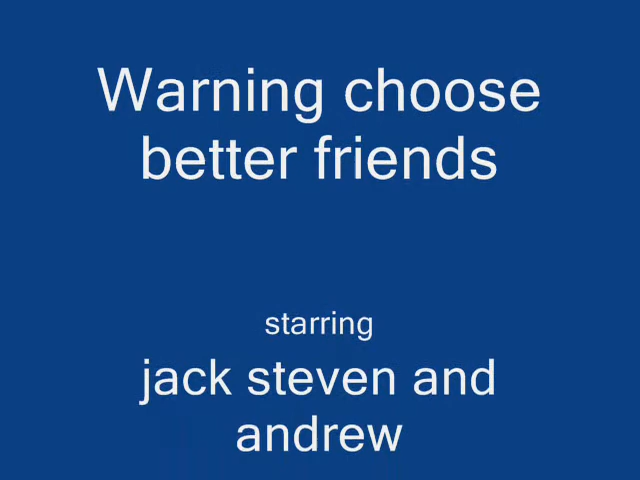 Warning choose
better friends
starring
jack steven and
andrew